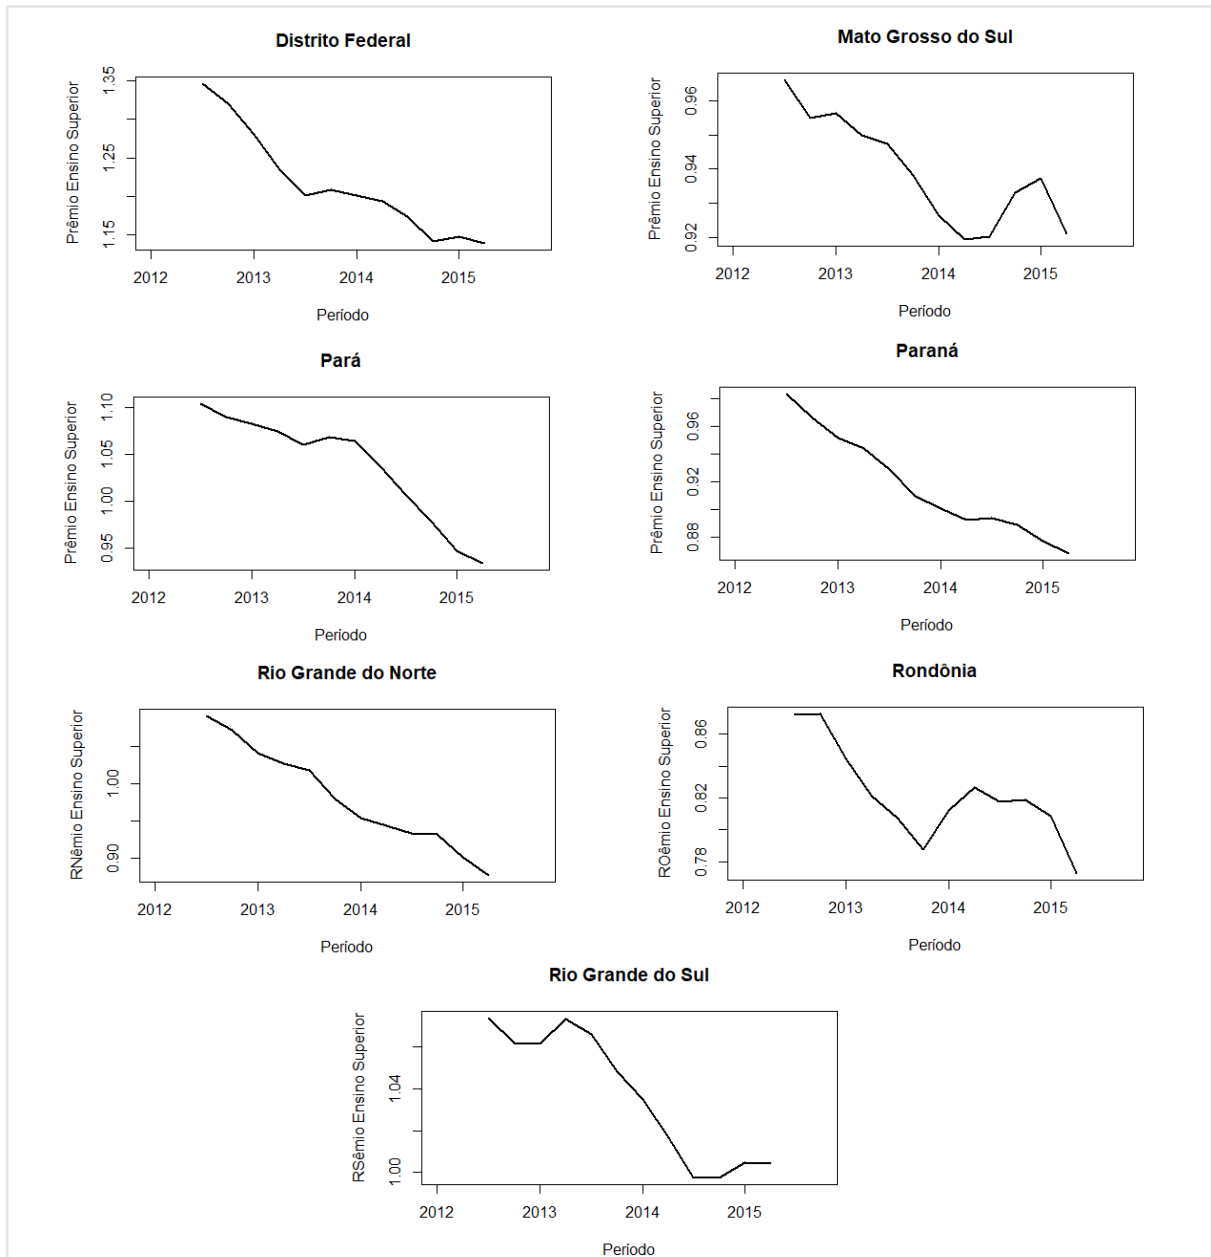 Distrito Federal
Prêmio Ensino Superior
1.35
1.25
1.15
2012 2013 2014 2015
Período
Mato Grosso do Sul
Prêmio Ensino Superior
0.96
0.94
0.92
2012 2013 2014 2015
Período
Pará
Prêmio Ensino Superior
1.10
1.05
1.00
0.95
2012 2013 2014 2015
Período
Paraná
Prêmio Ensino Superior
0.96
0.92
0.88
2012 2013 2014 2015
Período
Rio Grande do Norte
RNêmio Ensino Superior
1.00
0.90
2012 2013 2014 2015
Período
Rondônia
ROêmio Ensino Superior
0.86
0.82
0.78
2012 2013 2014 2015
Período
Rio Grande do Sul
RSêmio Ensino Superior
1.04
1.00
2012 2013 2014 2015
Período